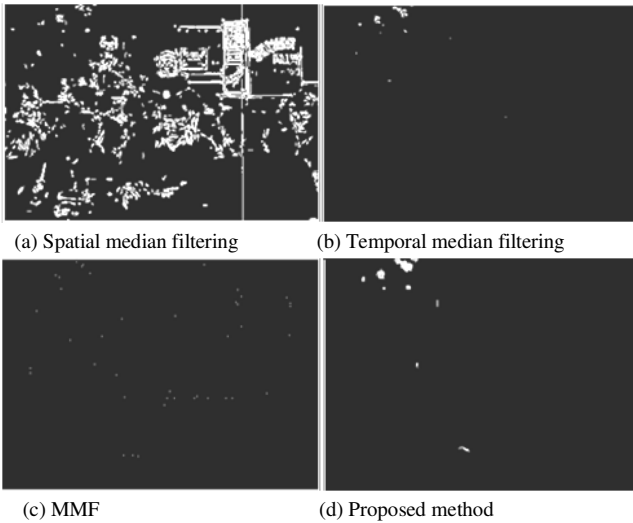 (a) Spatial median filtering
(b) Temporal median filtering
(c) MMF
(d) Proposed method